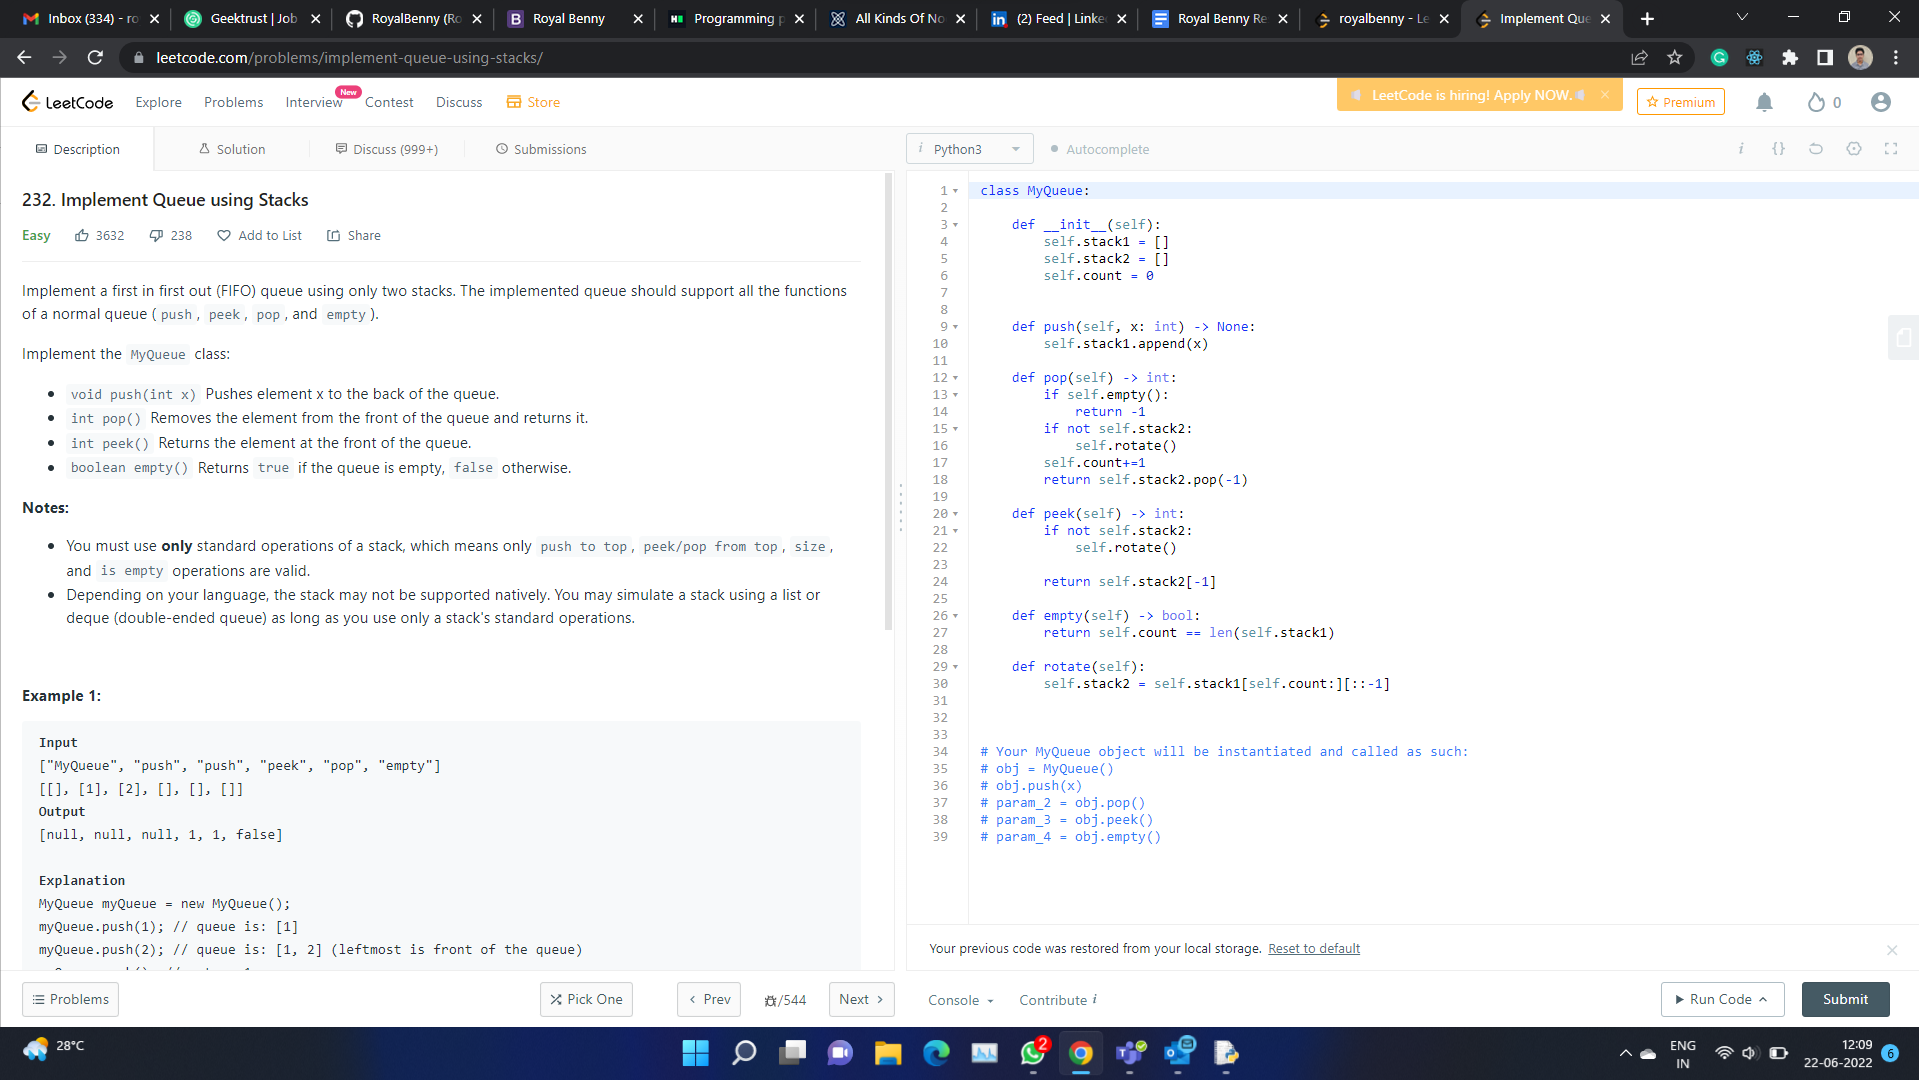 Inbox (334) - ro
Geektrust | Job
RoyalBenny (Ro
Royal Benny
Programming p
All Kinds Of No
(2) Feed | Linke
Royal Benny Re
royalbenny - Le
Implement Que
leetcode.com/problems/implement-queue-using-stacks/
LeetCode
Explore
Problems
Interview
New
Contest
Discuss
Store
LeetCode is hiring! Apply NOW.
Premium
0
Description
Solution
Discuss (999+)
Submissions
232. Implement Queue using Stacks
Easy
3632
238
Add to List
Share
Implement a first in first out (FIFO) queue using only two stacks. The implemented queue should support all the functions
of a normal queue ( push , peek , pop , and empty ).
Implement the MyQueue class:
void push(int x) Pushes element x to the back of the queue.
int pop() Removes the element from the front of the queue and returns it.
int peek() Returns the element at the front of the queue.
boolean empty() Returns true if the queue is empty, false otherwise.
Notes:
You must use only standard operations of a stack, which means only push to top , peek/pop from top , size ,
and is empty operations are valid.
Depending on your language, the stack may not be supported natively. You may simulate a stack using a list or
deque (double-ended queue) as long as you use only a stack's standard operations.
Example 1:
Input
["MyQueue", "push", "push", "peek", "pop", "empty"]
[[], [1], [2], [], [], []]
Output
[null, null, null, 1, 1, false]
Explanation
MyQueue myQueue = new MyQueue();
myQueue.push(1); // queue is: [1]
myQueue.push(2); // queue is: [1, 2] (leftmost is front of the queue)
Problems
Pick One
Prev
/544
Next
i Python3
Autocomplete
i
{}
1 class MyQueue:
2
3 def __init__(self):
4 self.stack1 = []
5 self.stack2 = []
6 self.count = 0
7
8
9 def push(self, x: int) -> None:
10 self.stack1.append(x)
11
12 def pop(self) -> int:
13 if self.empty():
14 return -1
15 if not self.stack2:
16 self.rotate()
17 self.count+=1
18 return self.stack2.pop(-1)
19
20 def peek(self) -> int:
21 if not self.stack2:
22 self.rotate()
23
24 return self.stack2[-1]
25
26 def empty(self) -> bool:
27 return self.count == len(self.stack1)
28
29 def rotate(self):
30 self.stack2 = self.stack1[self.count:][::-1]
31
32
33
34 # Your MyQueue object will be instantiated and called as such:
35 # obj = MyQueue()
36 # obj.push(x)
37 # param_2 = obj.pop()
38 # param_3 = obj.peek()
39 # param_4 = obj.empty()
Your previous code was restored from your local storage. Reset to default
Console
Contribute i
Run Code
Submit
28°C
2
ENG
IN
12:09
22-06-2022
6